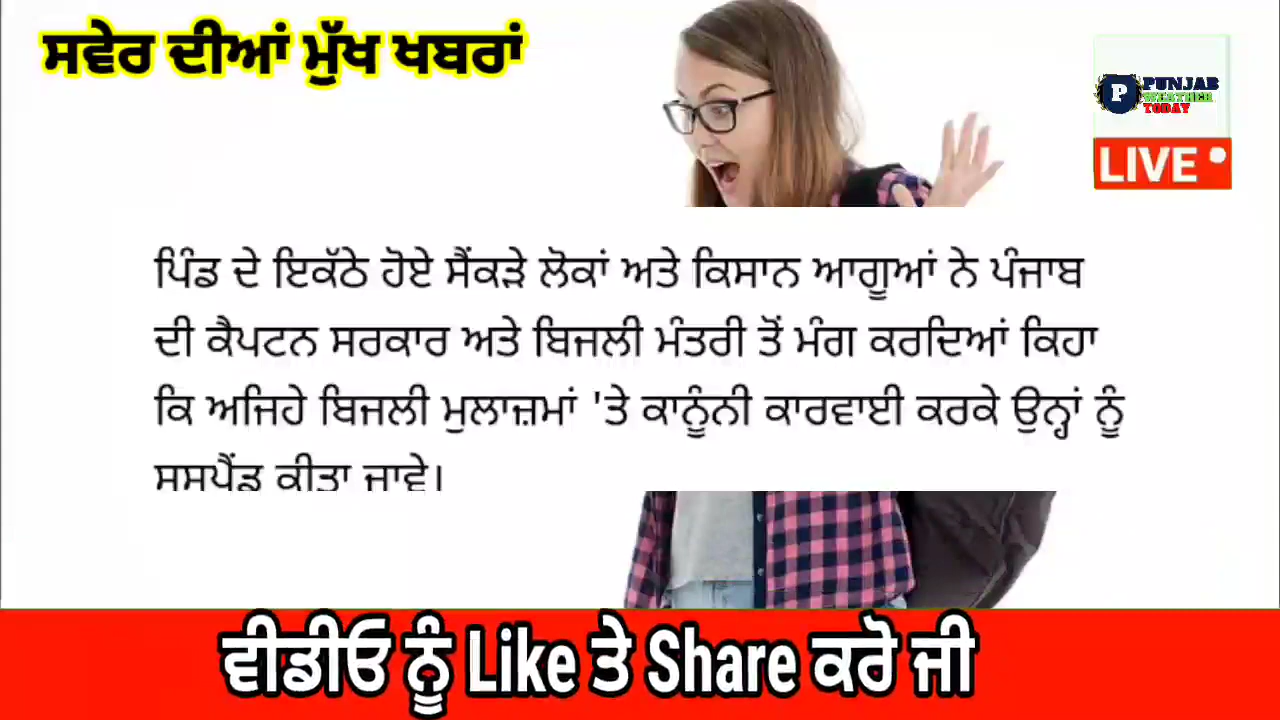 ਸਵੇਰ ਦੀਆਂ ਮੁੱਖ ਖਬਰਾਂ
P PUNJAB
WEATHER
TODAY
LIVE
ਪਿੰਡ ਦੇ ਇਕੱਠੇ ਹੋਏ ਸੈਂਕੜੇ ਲੋਕਾਂ ਅਤੇ ਕਿਸਾਨ ਆਗੂਆਂ ਨੇ ਪੰਜਾਬ
ਦੀ ਕੈਪਟਨ ਸਰਕਾਰ ਅਤੇ ਬਿਜਲੀ ਮੰਤਰੀ ਤੋਂ ਮੰਗ ਕਰਦਿਆਂ ਕਿਹਾ
ਕਿ ਅਜਿਹੇ ਬਿਜਲੀ ਮੁਲਾਜ਼ਮਾਂ 'ਤੇ ਕਾਨੂੰਨੀ ਕਾਰਵਾਈ ਕਰਕੇ ਉਨ੍ਹਾਂ ਨੂੰ
ਸਸਪੈਂਡ ਕੀਤਾ ਜਾਵੇ।
ਵੀਡੀਓ ਨੂੰ Like ਤੇ Share ਕਰੋ ਜੀ